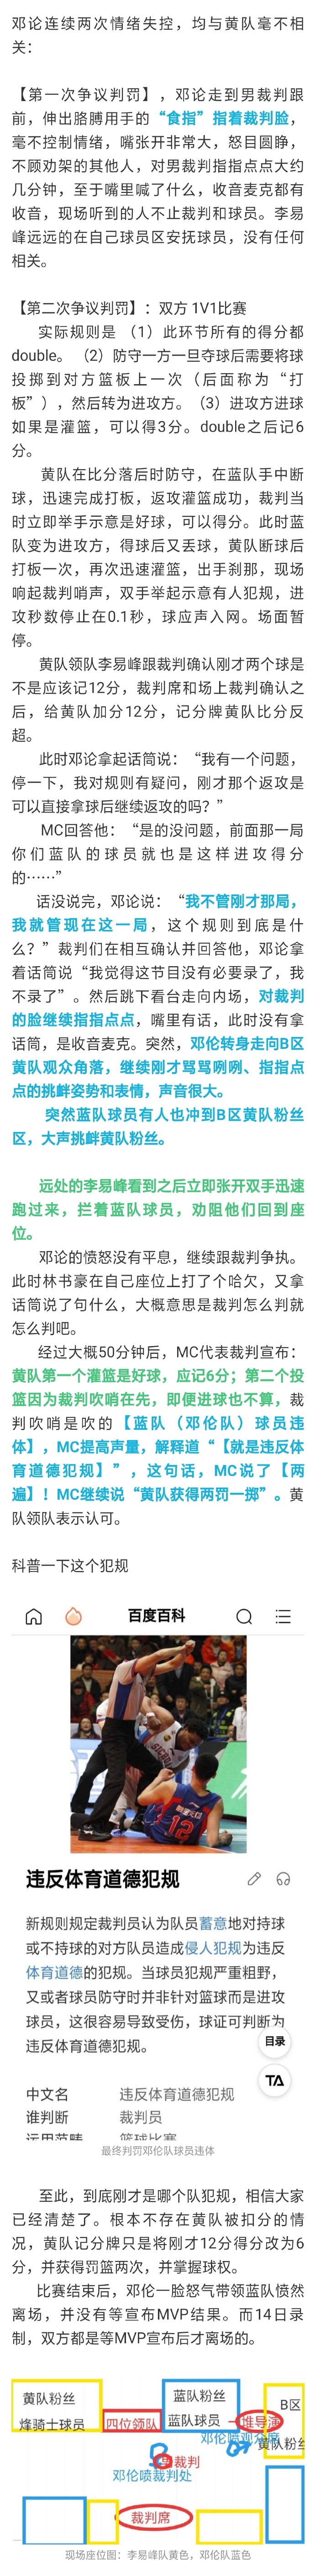 邓论连续两次情绪失控，均与黄队毫不相
关：
【第一次争议判罚】，邓论走到男裁判跟
前，伸出胳膊用手的“食指”指着裁判脸，
毫不控制情绪，嘴张开非常大，怒目圆睁，
不顾劝架的其他人，对男裁判指指点点大约
几分钟，至于嘴里喊了什么，收音麦克都有
收音，现场听到的人不止裁判和球员。李易
峰远远的在自己球员区安抚球员，没有任何
相关。
【第二次争议判罚】：双方 1V1比赛
实际规则是 （1）此环节所有的得分都
double。 （2）防守一方一旦夺球后需要将球
投掷到对方篮板上一次（后面称为“打
板”），然后转为进攻方。（3）进攻方进球
如果是灌篮，可以得3分。double之后记6
分。
黄队在比分落后时防守，在蓝队手中断
球，迅速完成打板，返攻灌篮成功，裁判当
时立即举手示意是好球，可以得分。此时蓝
队变为进攻方，得球后又丢球，黄队断球后
打板一次，再次迅速灌篮，出手刹那，现场
响起裁判哨声，双手举起示意有人犯规，进
攻秒数停止在0.1秒，球应声入网。场面暂
停。
黄队领队李易峰跟裁判确认刚才两个球是
不是应该记12分，裁判席和场上裁判确认之
后，给黄队加分12分，记分牌黄队比分反
超。
此时邓论拿起话筒说：“我有一个问题，
停一下，我对规则有疑问，刚才那个返攻是
可以直接拿球后继续返攻的吗？”
MC回答他：“是的没问题，前面那一局
你们蓝队的球员就也是这样进攻得分
的……”
话没说完，邓论说：“我不管刚才那局，
我就管现在这一局，这个规则到底是什
么？”裁判们在相互确认并回答他，邓论拿
着话筒说“我觉得这节目没有必要录了，我
不录了”。然后跳下看台走向内场，对裁判
的脸继续指指点点，嘴里有话，此时没有拿
话筒，是收音麦克。突然，邓伦转身走向B区
黄队观众角落，继续刚才骂骂咧咧、指指点
点的挑衅姿势和表情，声音很大。
突然蓝队球员有人也冲到B区黄队粉丝
区，大声挑衅黄队粉丝。
远处的李易峰看到之后立即张开双手迅速
跑过来，拦着蓝队球员，劝阻他们回到座
位。
邓论的愤怒没有平息，继续跟裁判争执。
此时林书豪在自己座位上打了个哈欠，又拿
话筒说了句什么，大概意思是裁判怎么判就
怎么判吧。
经过大概50分钟后，MC代表裁判宣布：
黄队第一个灌篮是好球，应记6分；第二个投
篮因为裁判吹哨在先，即便进球也不算，裁
判吹哨是吹的【蓝队（邓伦队）球员违
体】，MC提高声量，解释道“【就是违反体
育道德犯规】”，这句话，MC说了【两
遍】！MC继续说“黄队获得两罚一掷”。黄
队领队表示认可。
科普一下这个犯规
百度百科
12
违反体育道德犯规
新规则规定裁判员认为队员蓄意地对持球
或不持球的对方队员造成侵人犯规为违反
体育道德的犯规。当球员犯规严重粗野，
又或者球员防守时并非针对篮球而是进攻
球员，这很容易导致受伤，球证可判断为
违反体育道德犯规。
目录
TA
中文名 违反体育道德犯规
谁判断 裁判员
运用范畴 篮球比赛
最终判罚邓伦队球员违体
至此，到底刚才是哪个队犯规，相信大家
已经清楚了。根本不存在黄队被扣分的情
况，黄队记分牌只是将刚才12分得分改为6
分，并获得罚篮两次，并掌握球权。
比赛结束后，邓伦一脸怒气带领蓝队愤然
离场，并没有等宣布MVP结果。而14日录
制，双方都是等MVP宣布后才离场的。
黄队粉丝
烽骑士球员
四位领队
蓝队粉丝
蓝队球员
推导演
B区
黄队粉丝
邓伦喷观众席
男裁判
邓伦喷裁判处
裁判席
现场座位图：李易峰队黄色，邓伦队蓝色